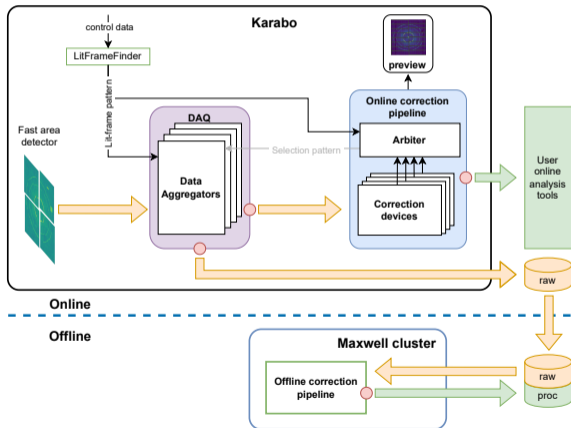 Karabo
control data
LitFrameFinder
preview
Lit-frame pattern
Fast area
detector
DAQ
Online correction
pipeline
Arbiter
Selection pattern
Data
Aggregators
Correction
devices
User
online
analysis
tools
raw
Online
Offline
Maxwell cluster
Offline correction
pipeline
raw
proc